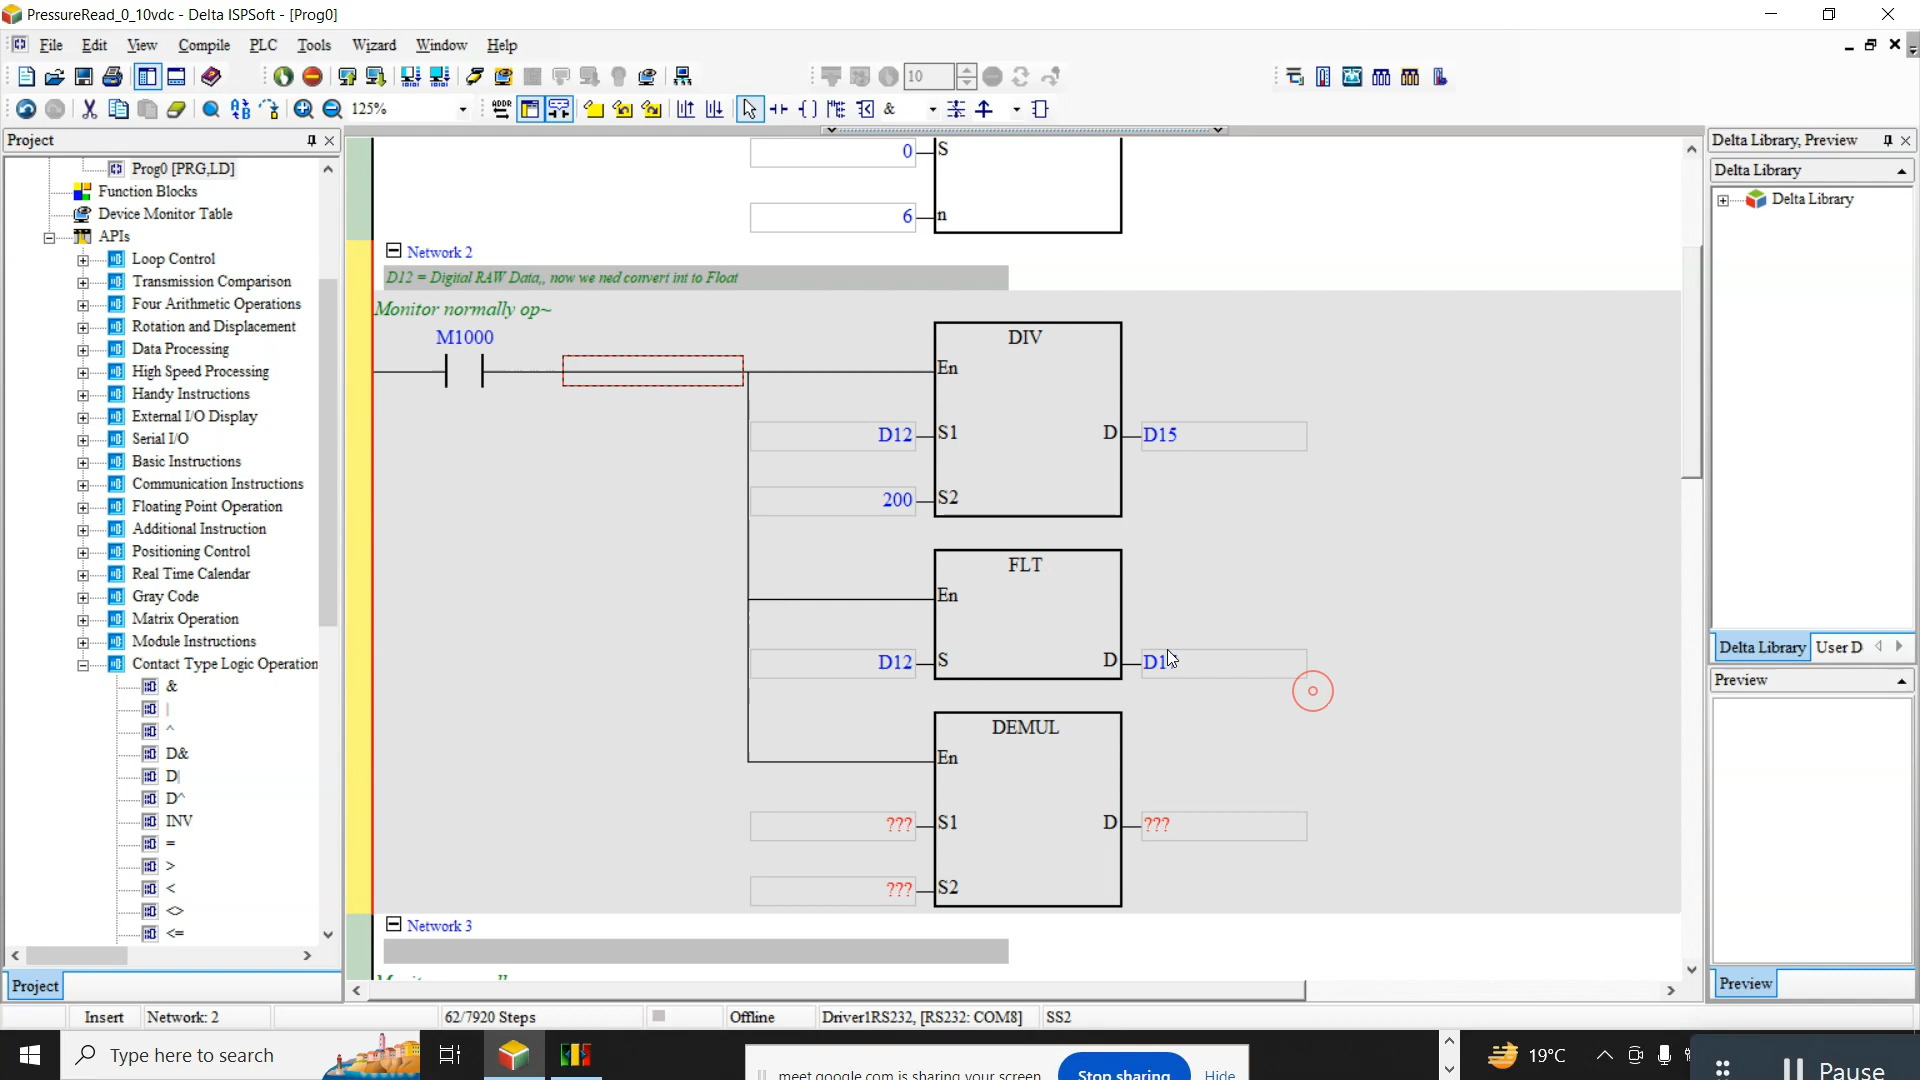 PressureRead_0_10vdc - Delta ISPSoft - [Prog0]
File Edit View Compile PLC Tools Wizard Window Help
10
125% ADDR &
Project
Prog0 [PRG,LD]
Function Blocks
Device Monitor Table
APIs
Loop Control
Transmission Comparison
Four Arithmetic Operations
Rotation and Displacement
Data Processing
High Speed Processing
Handy Instructions
External I/O Display
Serial I/O
Basic Instructions
Communication Instructions
Floating Point Operation
Additional Instruction
Positioning Control
Real Time Calendar
Gray Code
Matrix Operation
Module Instructions
Contact Type Logic Operation
&
|
^
D&
D|
D^
INV
=
>
<
<>
<=
Project
0 S
6 n
Network 2
D12 = Digital RAW Data,, now we ned convert int to Float
Monitor normally op~
M1000
DIV
En
D12 S1 D D15
200 S2
FLT
En
D12 S D
DEMUL
En
??? S1 D ???
??? S2
Network 3
Delta Library, Preview
Delta Library
Delta Library
Delta Library User D
Preview
Preview
Insert Network: 2 62/7920 Steps Offline Driver1RS232, [RS232: COM8] SS2
Type here to search
meet.google.com is sharing your screen. Stop sharing Hide
19°C
Pause